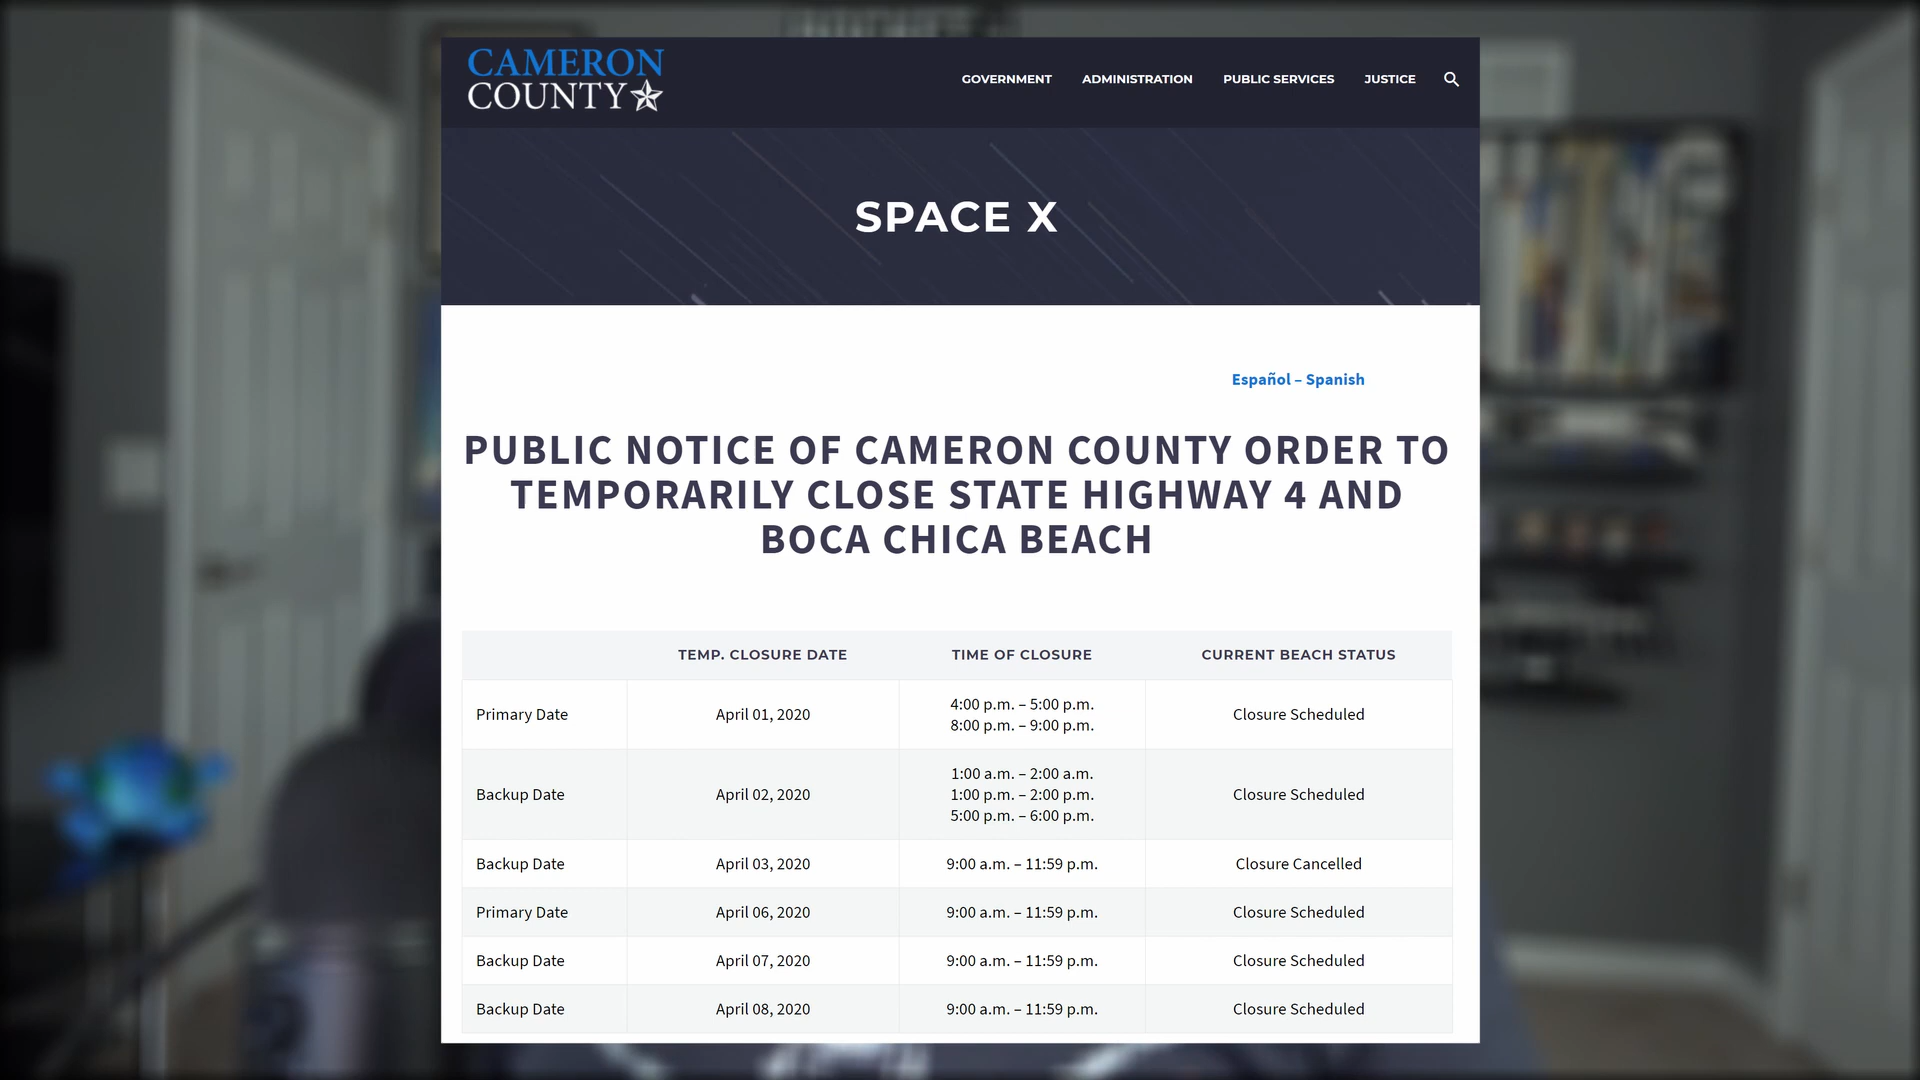 CAMERON
COUNTY
GOVERNMENT ADMINISTRATION PUBLIC SERVICES JUSTICE
SPACE X
Español – Spanish
PUBLIC NOTICE OF CAMERON COUNTY ORDER TO
TEMPORARILY CLOSE STATE HIGHWAY 4 AND
BOCA CHICA BEACH
TEMP. CLOSURE DATE TIME OF CLOSURE CURRENT BEACH STATUS
Primary Date April 01, 2020 4:00 p.m. – 5:00 p.m. Closure Scheduled
8:00 p.m. – 9:00 p.m.
Backup Date April 02, 2020 1:00 a.m. – 2:00 a.m. Closure Scheduled
1:00 p.m. – 2:00 p.m.
5:00 p.m. – 6:00 p.m.
Backup Date April 03, 2020 9:00 a.m. – 11:59 p.m. Closure Cancelled
Primary Date April 06, 2020 9:00 a.m. – 11:59 p.m. Closure Scheduled
Backup Date April 07, 2020 9:00 a.m. – 11:59 p.m. Closure Scheduled
Backup Date April 08, 2020 9:00 a.m. – 11:59 p.m. Closure Scheduled